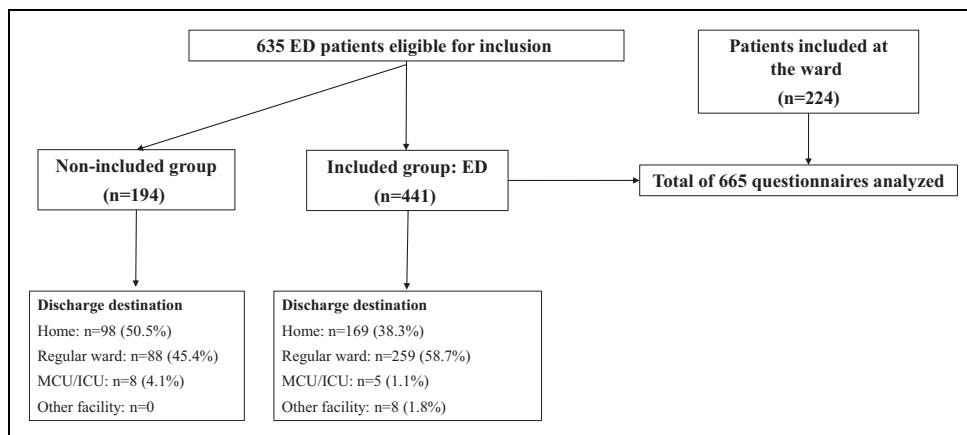 635 ED patients eligible for inclusion
Patients included at
the ward
(n=224)
Non-included group
(n=194)
Included group: ED
(n=441)
Total of 665 questionnaires analyzed
Discharge destination
Home: n=98 (50.5%)
Regular ward: n=88 (45.4%)
MCU/ICU: n=8 (4.1%)
Other facility: n=0
Discharge destination
Home: n=169 (38.3%)
Regular ward: n=259 (58.7%)
MCU/ICU: n=5 (1.1%)
Other facility: n=8 (1.8%)